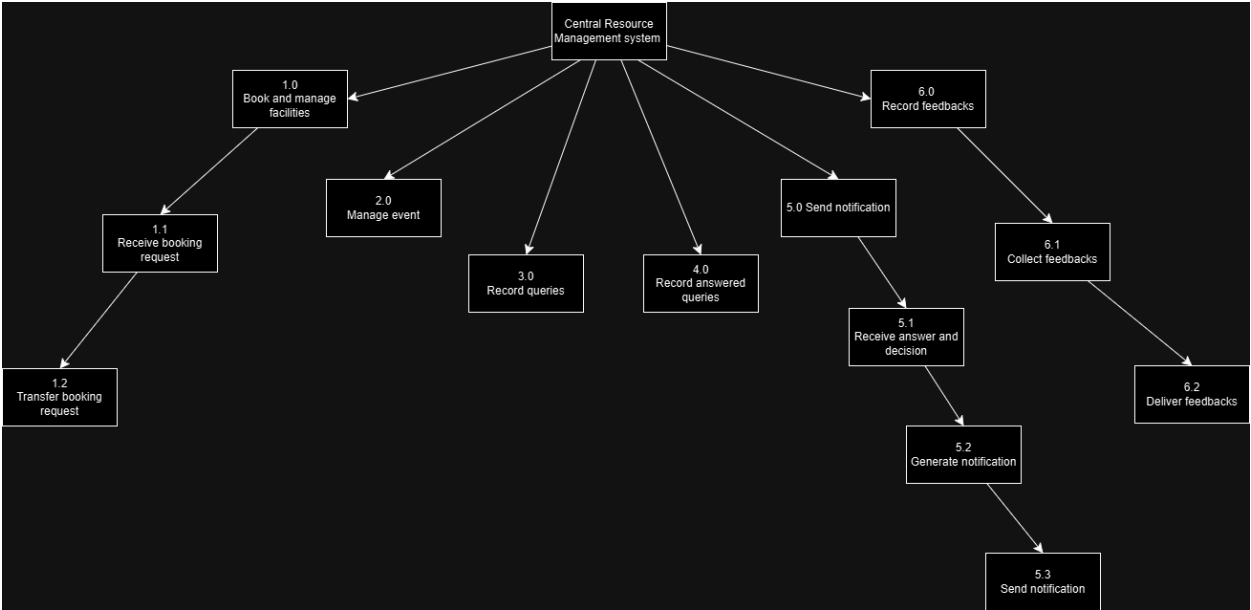 Central Resource
Management system
1.0
Book and manage
facilities
6.0
Record feedbacks
2.0
Manage event
5.0 Send notification
1.1
Receive booking
request
6.1
Collect feedbacks
3.0
Record queries
4.0
Record answered
queries
5.1
Receive answer and
decision
1.2
Transfer booking
request
6.2
Deliver feedbacks
5.2
Generate notification
5.3
Send notification